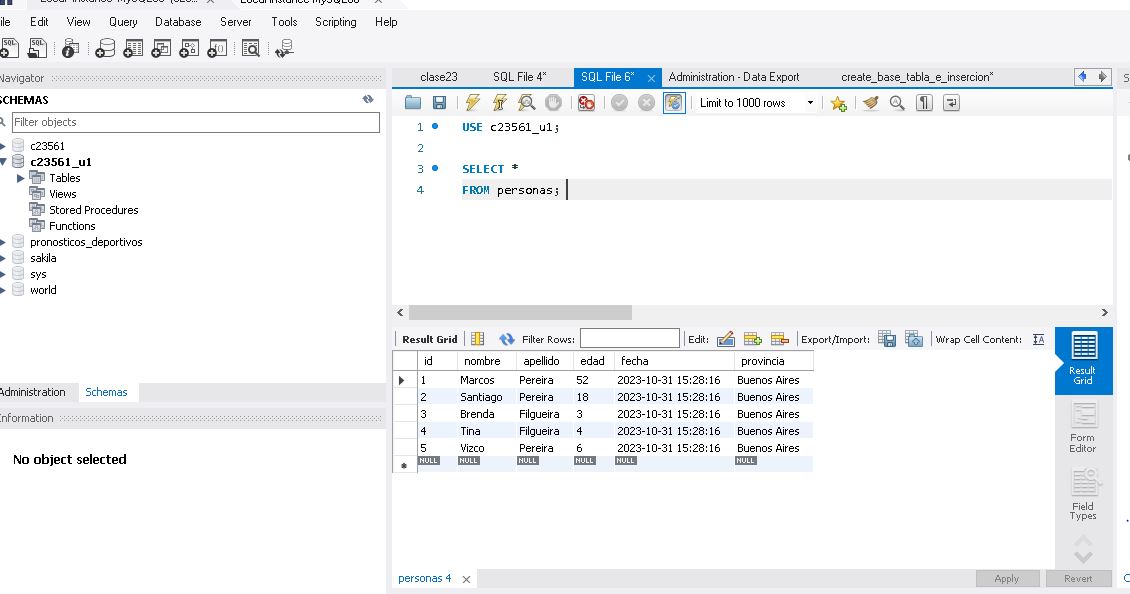 Edit View Query Database Server Tools Scripting Help
Navigator
SCHEMAS
Filter objects
c23561
c23561_u1
Tables
Views
Stored Procedures
Functions
pronosticos_deportivos
sakila
sys
world
Administration Schemas
Information
No object selected
clase23 SQL File 4* SQL File 6* Administration - Data Export create_base_tabla_e_insercion*
Limit to 1000 rows
1 USE c23561_u1;
2
3 SELECT *
4 FROM personas;
Result Grid Filter Rows: Edit: Export/Import: Wrap Cell Content:
id nombre apellido edad fecha provincia
1 Marcos Pereira 52 2023-10-31 15:28:16 Buenos Aires
2 Santiago Pereira 18 2023-10-31 15:28:16 Buenos Aires
3 Brenda Filgueira 3 2023-10-31 15:28:16 Buenos Aires
4 Tina Filgueira 4 2023-10-31 15:28:16 Buenos Aires
5 Vizco Pereira 6 2023-10-31 15:28:16 Buenos Aires
NULL NULL NULL NULL NULL NULL
Result
Grid
Form
Editor
Field
Types
personas 4
Apply Revert